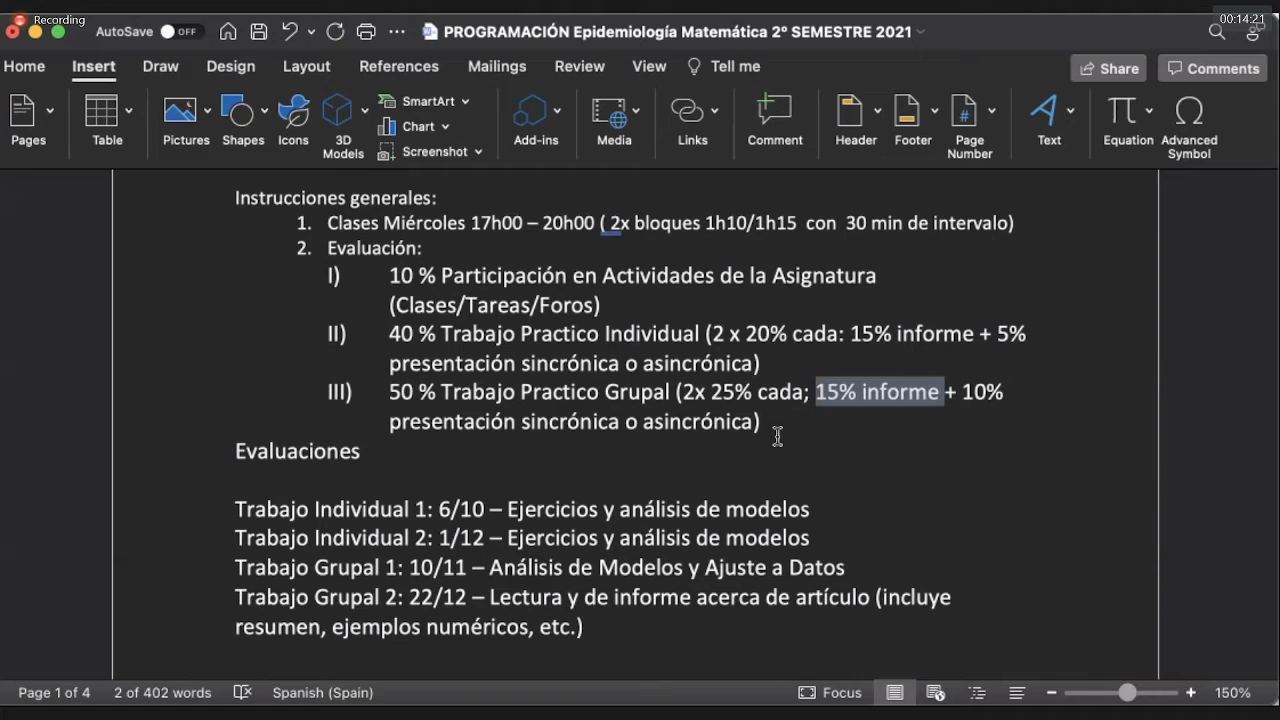 Recording
00:14:21
AutoSave OFF
PROGRAMACIÓN Epidemiología Matemática 2º SEMESTRE 2021
Home Insert Draw Design Layout References Mailings Review View Tell me Share Comments
Pages Table Pictures Shapes Icons 3D Models SmartArt Chart Screenshot Add-ins Media Links Comment Header Footer Page Number Text Equation Advanced Symbol
Instrucciones generales:
1. Clases Miércoles 17h00 – 20h00 ( 2x bloques 1h10/1h15 con 30 min de intervalo)
2. Evaluación:
I) 10 % Participación en Actividades de la Asignatura
(Clases/Tareas/Foros)
II) 40 % Trabajo Practico Individual (2 x 20% cada: 15% informe + 5%
presentación sincrónica o asincrónica)
III) 50 % Trabajo Practico Grupal (2x 25% cada; 15% informe + 10%
presentación sincrónica o asincrónica)
Evaluaciones
Trabajo Individual 1: 6/10 – Ejercicios y análisis de modelos
Trabajo Individual 2: 1/12 – Ejercicios y análisis de modelos
Trabajo Grupal 1: 10/11 – Análisis de Modelos y Ajuste a Datos
Trabajo Grupal 2: 22/12 – Lectura y de informe acerca de artículo (incluye
resumen, ejemplos numéricos, etc.)
Page 1 of 4 2 of 402 words Spanish (Spain) Focus 150%